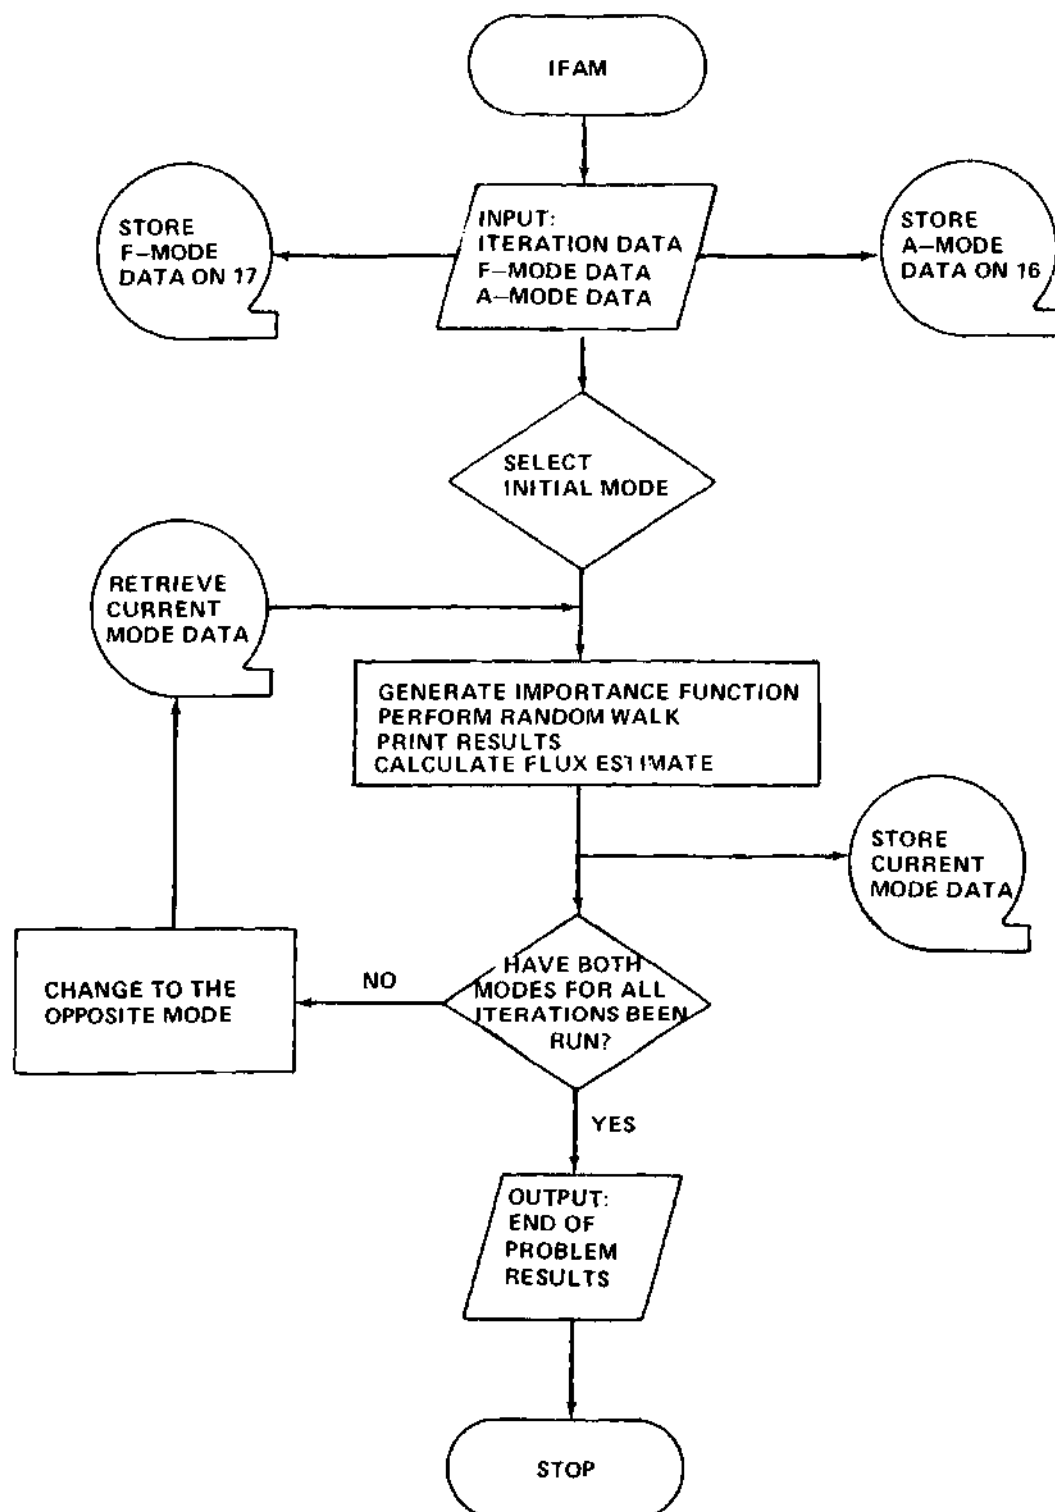 IFAM
STORE
F–MODE
DATA ON 17
INPUT:
ITERATION DATA
F–MODE DATA
A–MODE DATA
STORE
A–MODE
DATA ON 16
SELECT
INITIAL MODE
RETRIEVE
CURRENT
MODE DATA
GENERATE IMPORTANCE FUNCTION
PERFORM RANDOM WALK
PRINT RESULTS
CALCULATE FLUX ESTIMATE
STORE
CURRENT
MODE DATA
CHANGE TO THE
OPPOSITE MODE
NO
HAVE BOTH
MODES FOR ALL
ITERATIONS BEEN
RUN?
YES
OUTPUT:
END OF
PROBLEM
RESULTS
STOP